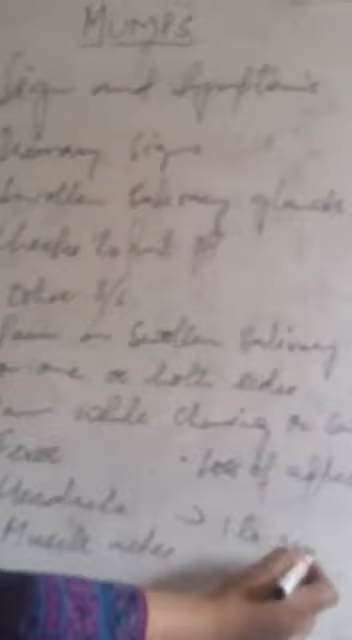 MUMPS
Sign and Symptoms
Primary Sign
Swollen Salivary glands
Cheeks to puff
Other S/S
Pain in Swollen Salivary
on one or both sides
while Chewing or
Fever • Loss of
Headache
Muscle aches